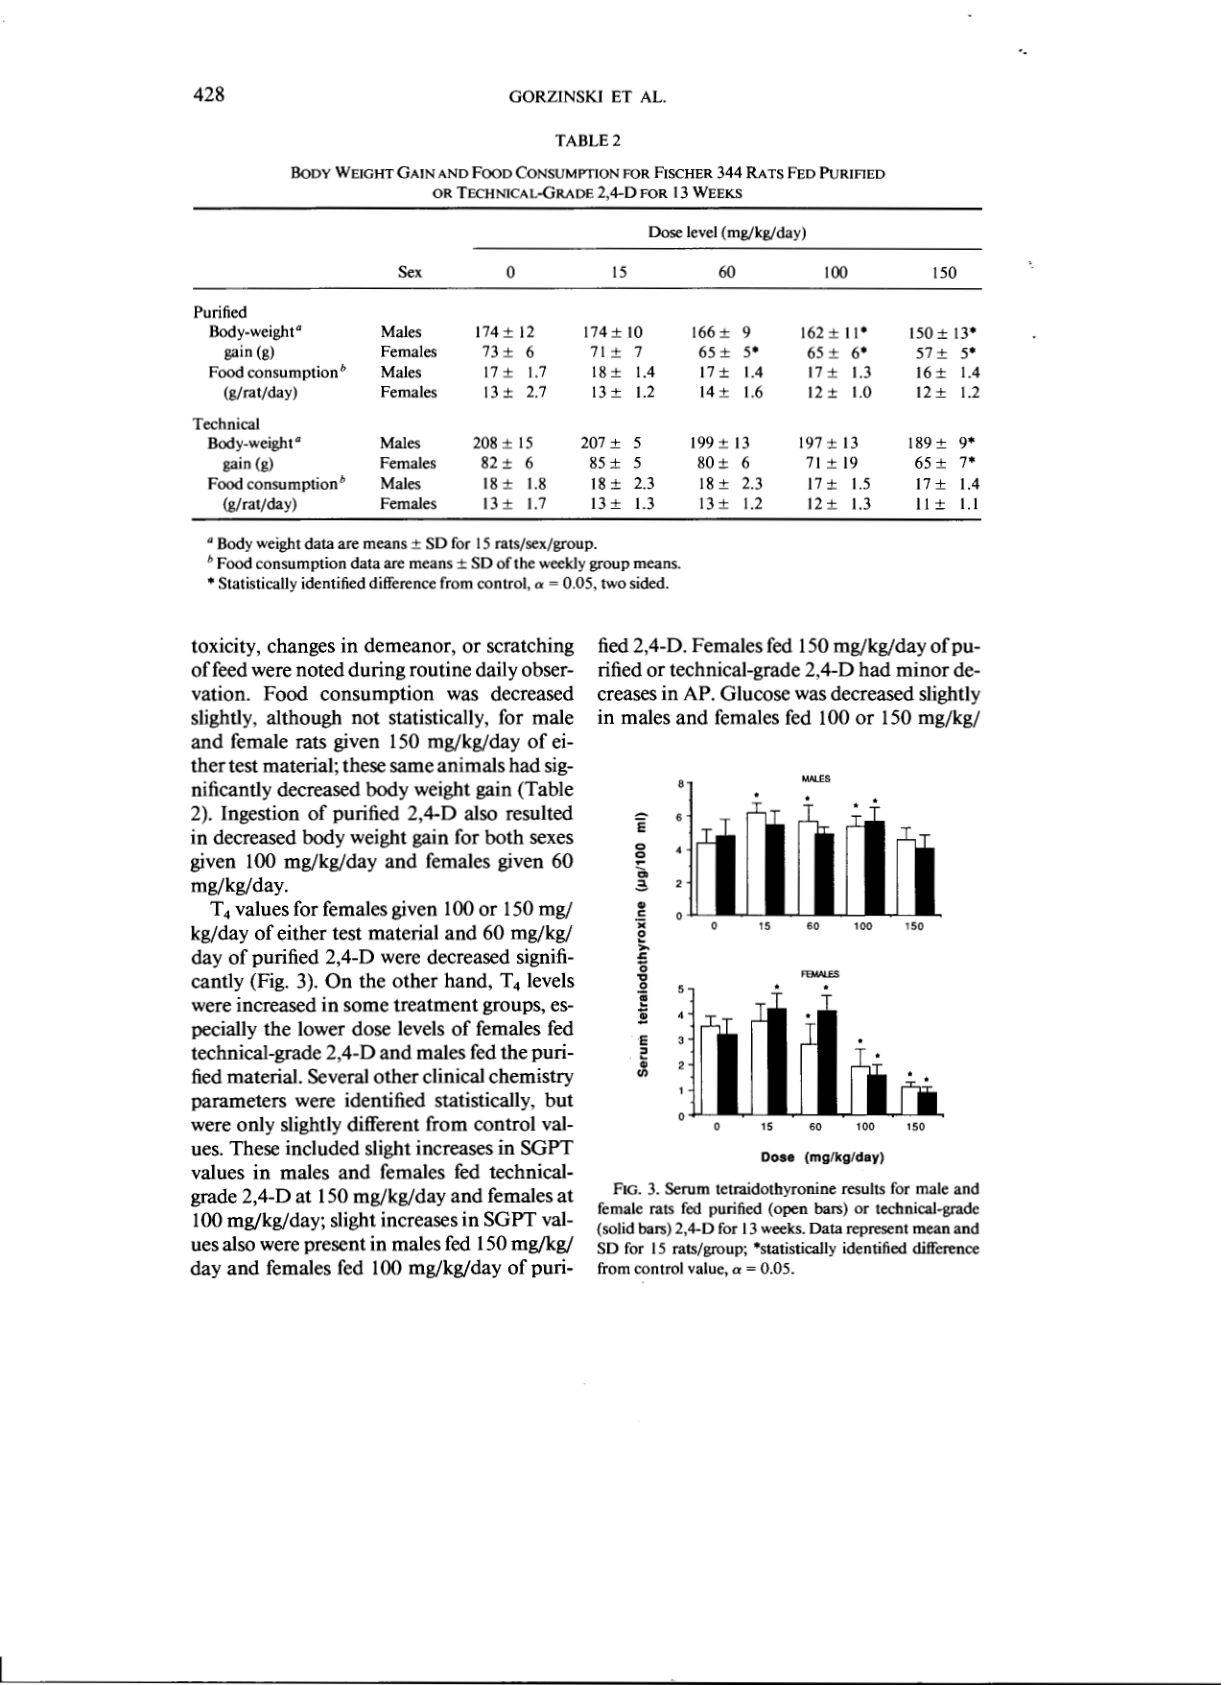 428
GORZINSKI ET AL.
TABLE 2
BODY WEIGHT GAIN AND FOOD CONSUMPTION FOR FISCHER 344 RATS FED PURIFIED
OR TECHNICAL-GRADE 2,4-D FOR 13 WEEKS
Dose level (mg/kg/day)
Sex 0 15 60 100 150
Purified
Body-weightᵃ Males 174 ± 12 174 ± 10 166 ± 9 162 ± 11* 150 ± 13*
gain (g) Females 73 ± 6 71 ± 7 65 ± 5* 65 ± 6* 57 ± 5*
Food consumptionᵇ Males 17 ± 1.7 18 ± 1.4 17 ± 1.4 17 ± 1.3 16 ± 1.4
(g/rat/day) Females 13 ± 2.7 13 ± 1.2 14 ± 1.6 12 ± 1.0 12 ± 1.2
Technical
Body-weightᵃ Males 208 ± 15 207 ± 5 199 ± 13 197 ± 13 189 ± 9*
gain (g) Females 82 ± 6 85 ± 5 80 ± 6 71 ± 19 65 ± 7*
Food consumptionᵇ Males 18 ± 1.8 18 ± 2.3 18 ± 2.3 17 ± 1.5 17 ± 1.4
(g/rat/day) Females 13 ± 1.7 13 ± 1.3 13 ± 1.2 12 ± 1.3 11 ± 1.1
ᵃ Body weight data are means ± SD for 15 rats/sex/group.
ᵇ Food consumption data are means ± SD of the weekly group means.
* Statistically identified difference from control, α = 0.05, two sided.
toxicity, changes in demeanor, or scratching
of feed were noted during routine daily obser-
vation. Food consumption was decreased
slightly, although not statistically, for male
and female rats given 150 mg/kg/day of ei-
ther test material; these same animals had sig-
nificantly decreased body weight gain (Table
2). Ingestion of purified 2,4-D also resulted
in decreased body weight gain for both sexes
given 100 mg/kg/day and females given 60
mg/kg/day.
T₄ values for females given 100 or 150 mg/
kg/day of either test material and 60 mg/kg/
day of purified 2,4-D were decreased signifi-
cantly (Fig. 3). On the other hand, T₄ levels
were increased in some treatment groups, es-
pecially the lower dose levels of females fed
technical-grade 2,4-D and males fed the puri-
fied material. Several other clinical chemistry
parameters were identified statistically, but
were only slightly different from control val-
ues. These included slight increases in SGPT
values in males and females fed technical-
grade 2,4-D at 150 mg/kg/day and females at
100 mg/kg/day; slight increases in SGPT val-
ues also were present in males fed 150 mg/kg/
day and females fed 100 mg/kg/day of puri-
fied 2,4-D. Females fed 150 mg/kg/day of pu-
rified or technical-grade 2,4-D had minor de-
creases in AP. Glucose was decreased slightly
in males and females fed 100 or 150 mg/kg/
Serum tetraiodothyroxine (µg/100 ml)
MALES
8
6
4
2
0
* * * *
0 15 60 100 150
FEMALES
5
4
3
2
1
0
* * * * * * *
0 15 60 100 150
Dose (mg/kg/day)
FIG. 3. Serum tetraidothyronine results for male and
female rats fed purified (open bars) or technical-grade
(solid bars) 2,4-D for 13 weeks. Data represent mean and
SD for 15 rats/group; *statistically identified difference
from control value, α = 0.05.